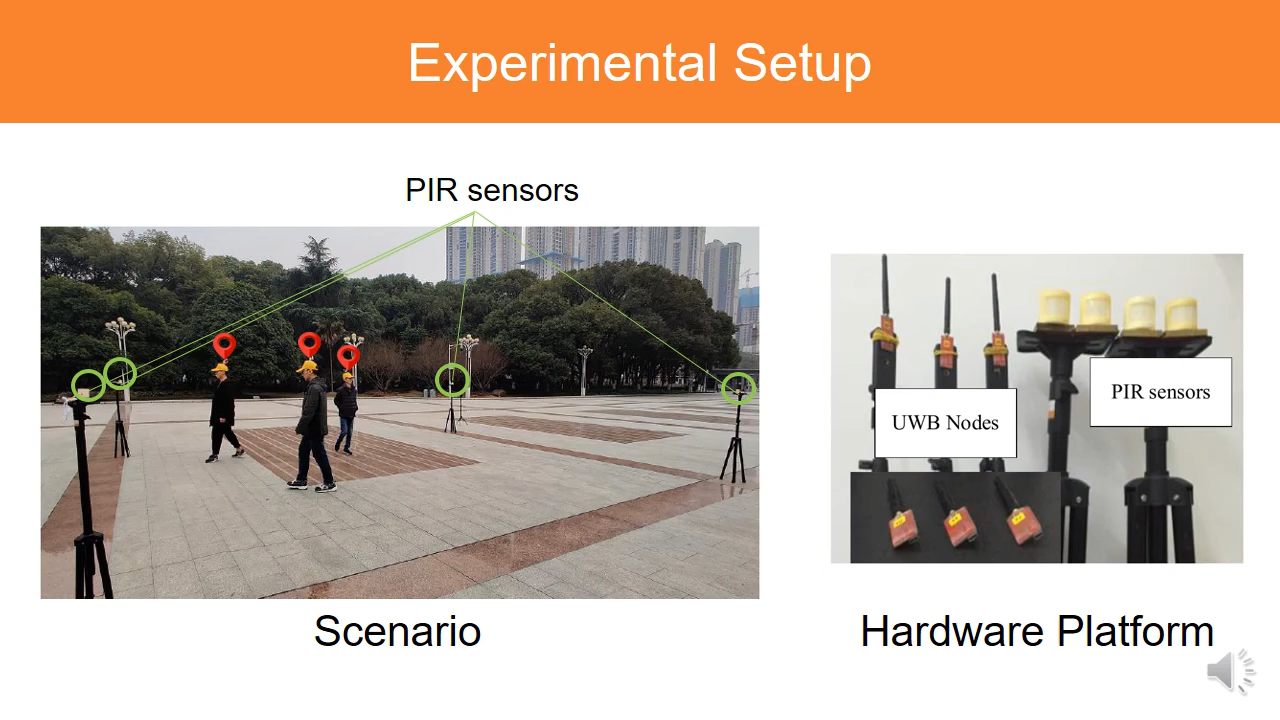 Experimental Setup
PIR sensors
UWB Nodes
PIR sensors
Scenario
Hardware Platform